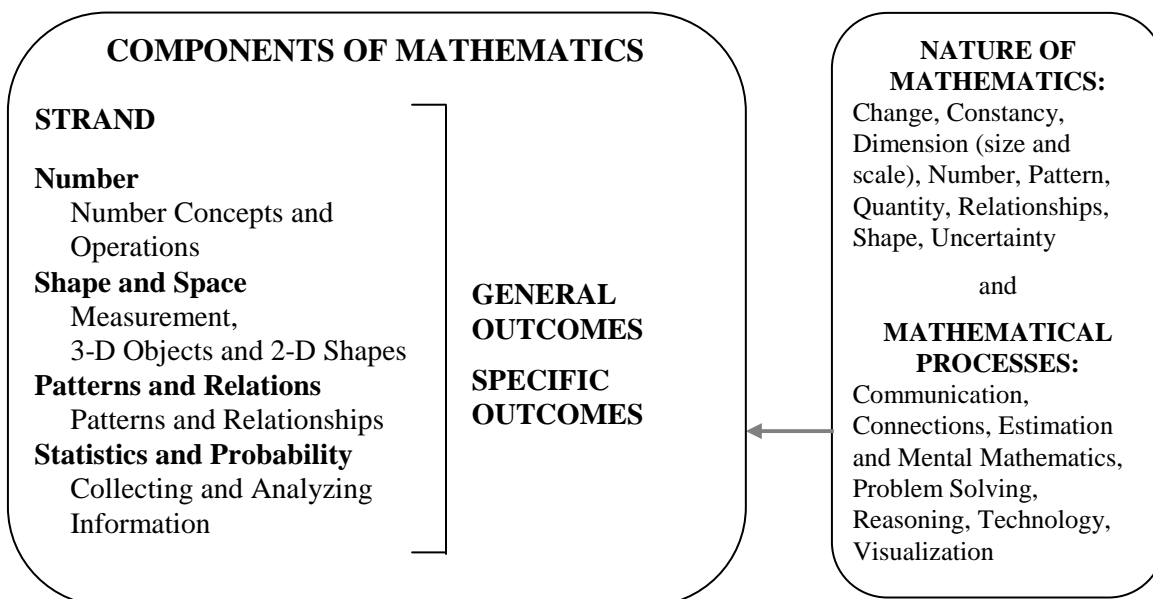 COMPONENTS OF MATHEMATICS
STRAND
Number
Number Concepts and
Operations
Shape and Space
Measurement,
3-D Objects and 2-D Shapes
Patterns and Relations
Patterns and Relationships
Statistics and Probability
Collecting and Analyzing
Information
GENERAL
OUTCOMES
SPECIFIC
OUTCOMES
NATURE OF
MATHEMATICS:
Change, Constancy,
Dimension (size and
scale), Number, Pattern,
Quantity, Relationships,
Shape, Uncertainty
and
MATHEMATICAL
PROCESSES:
Communication,
Connections, Estimation
and Mental Mathematics,
Problem Solving,
Reasoning, Technology,
Visualization